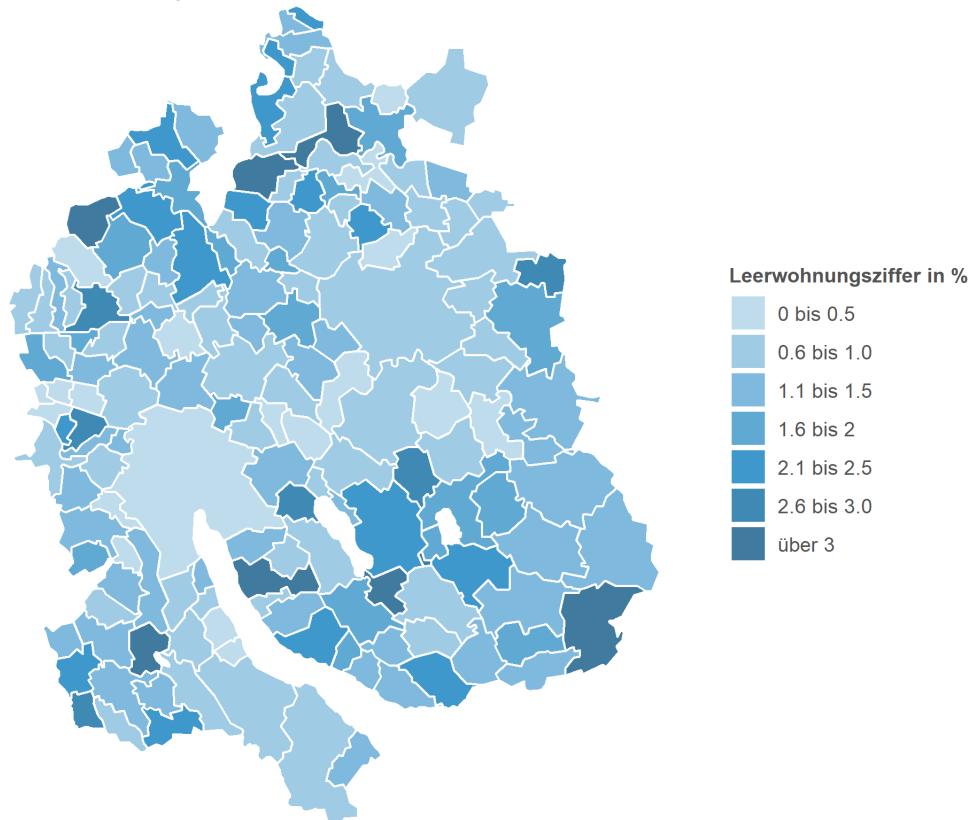 Leerwohnungsziffer in %
0 bis 0.5
0.6 bis 1.0
1.1 bis 1.5
1.6 bis 2
2.1 bis 2.5
2.6 bis 3.0
über 3